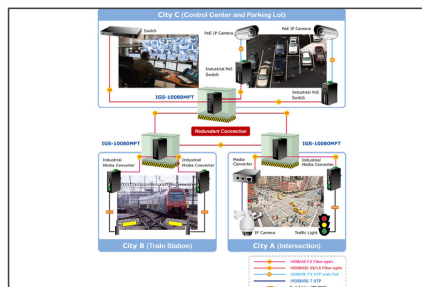 City C (Control Center and Parking Lot)
Switch
PoE IP Camera
PoE IP Camera
Industrial PoE
Switch
Industrial PoE
Switch
IGS-10080MFT
Redundant Connection
IGS-10080MFT
IGS-10080MFT
Industrial
Media Converter
Industrial
Media Converter
Media
Converter
Industrial
Media Converter
IP Camera
Traffic Light
City B (Train Station)
City A (Intersection)
100BASE-FX Fiber-optic
1000BASE-SX/LX Fiber-optic
100BASE-TX UTP with PoE
1000BASE-T UTP